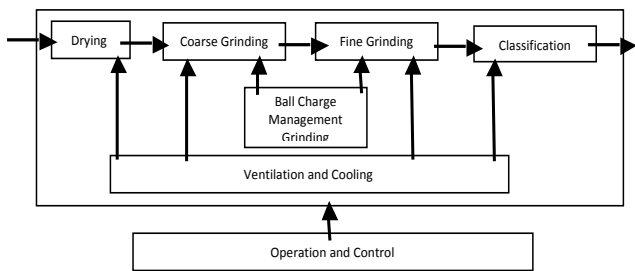 Drying
Coarse Grinding
Fine Grinding
Classification
Ball Charge
Management
Grinding
Ventilation and Cooling
Operation and Control